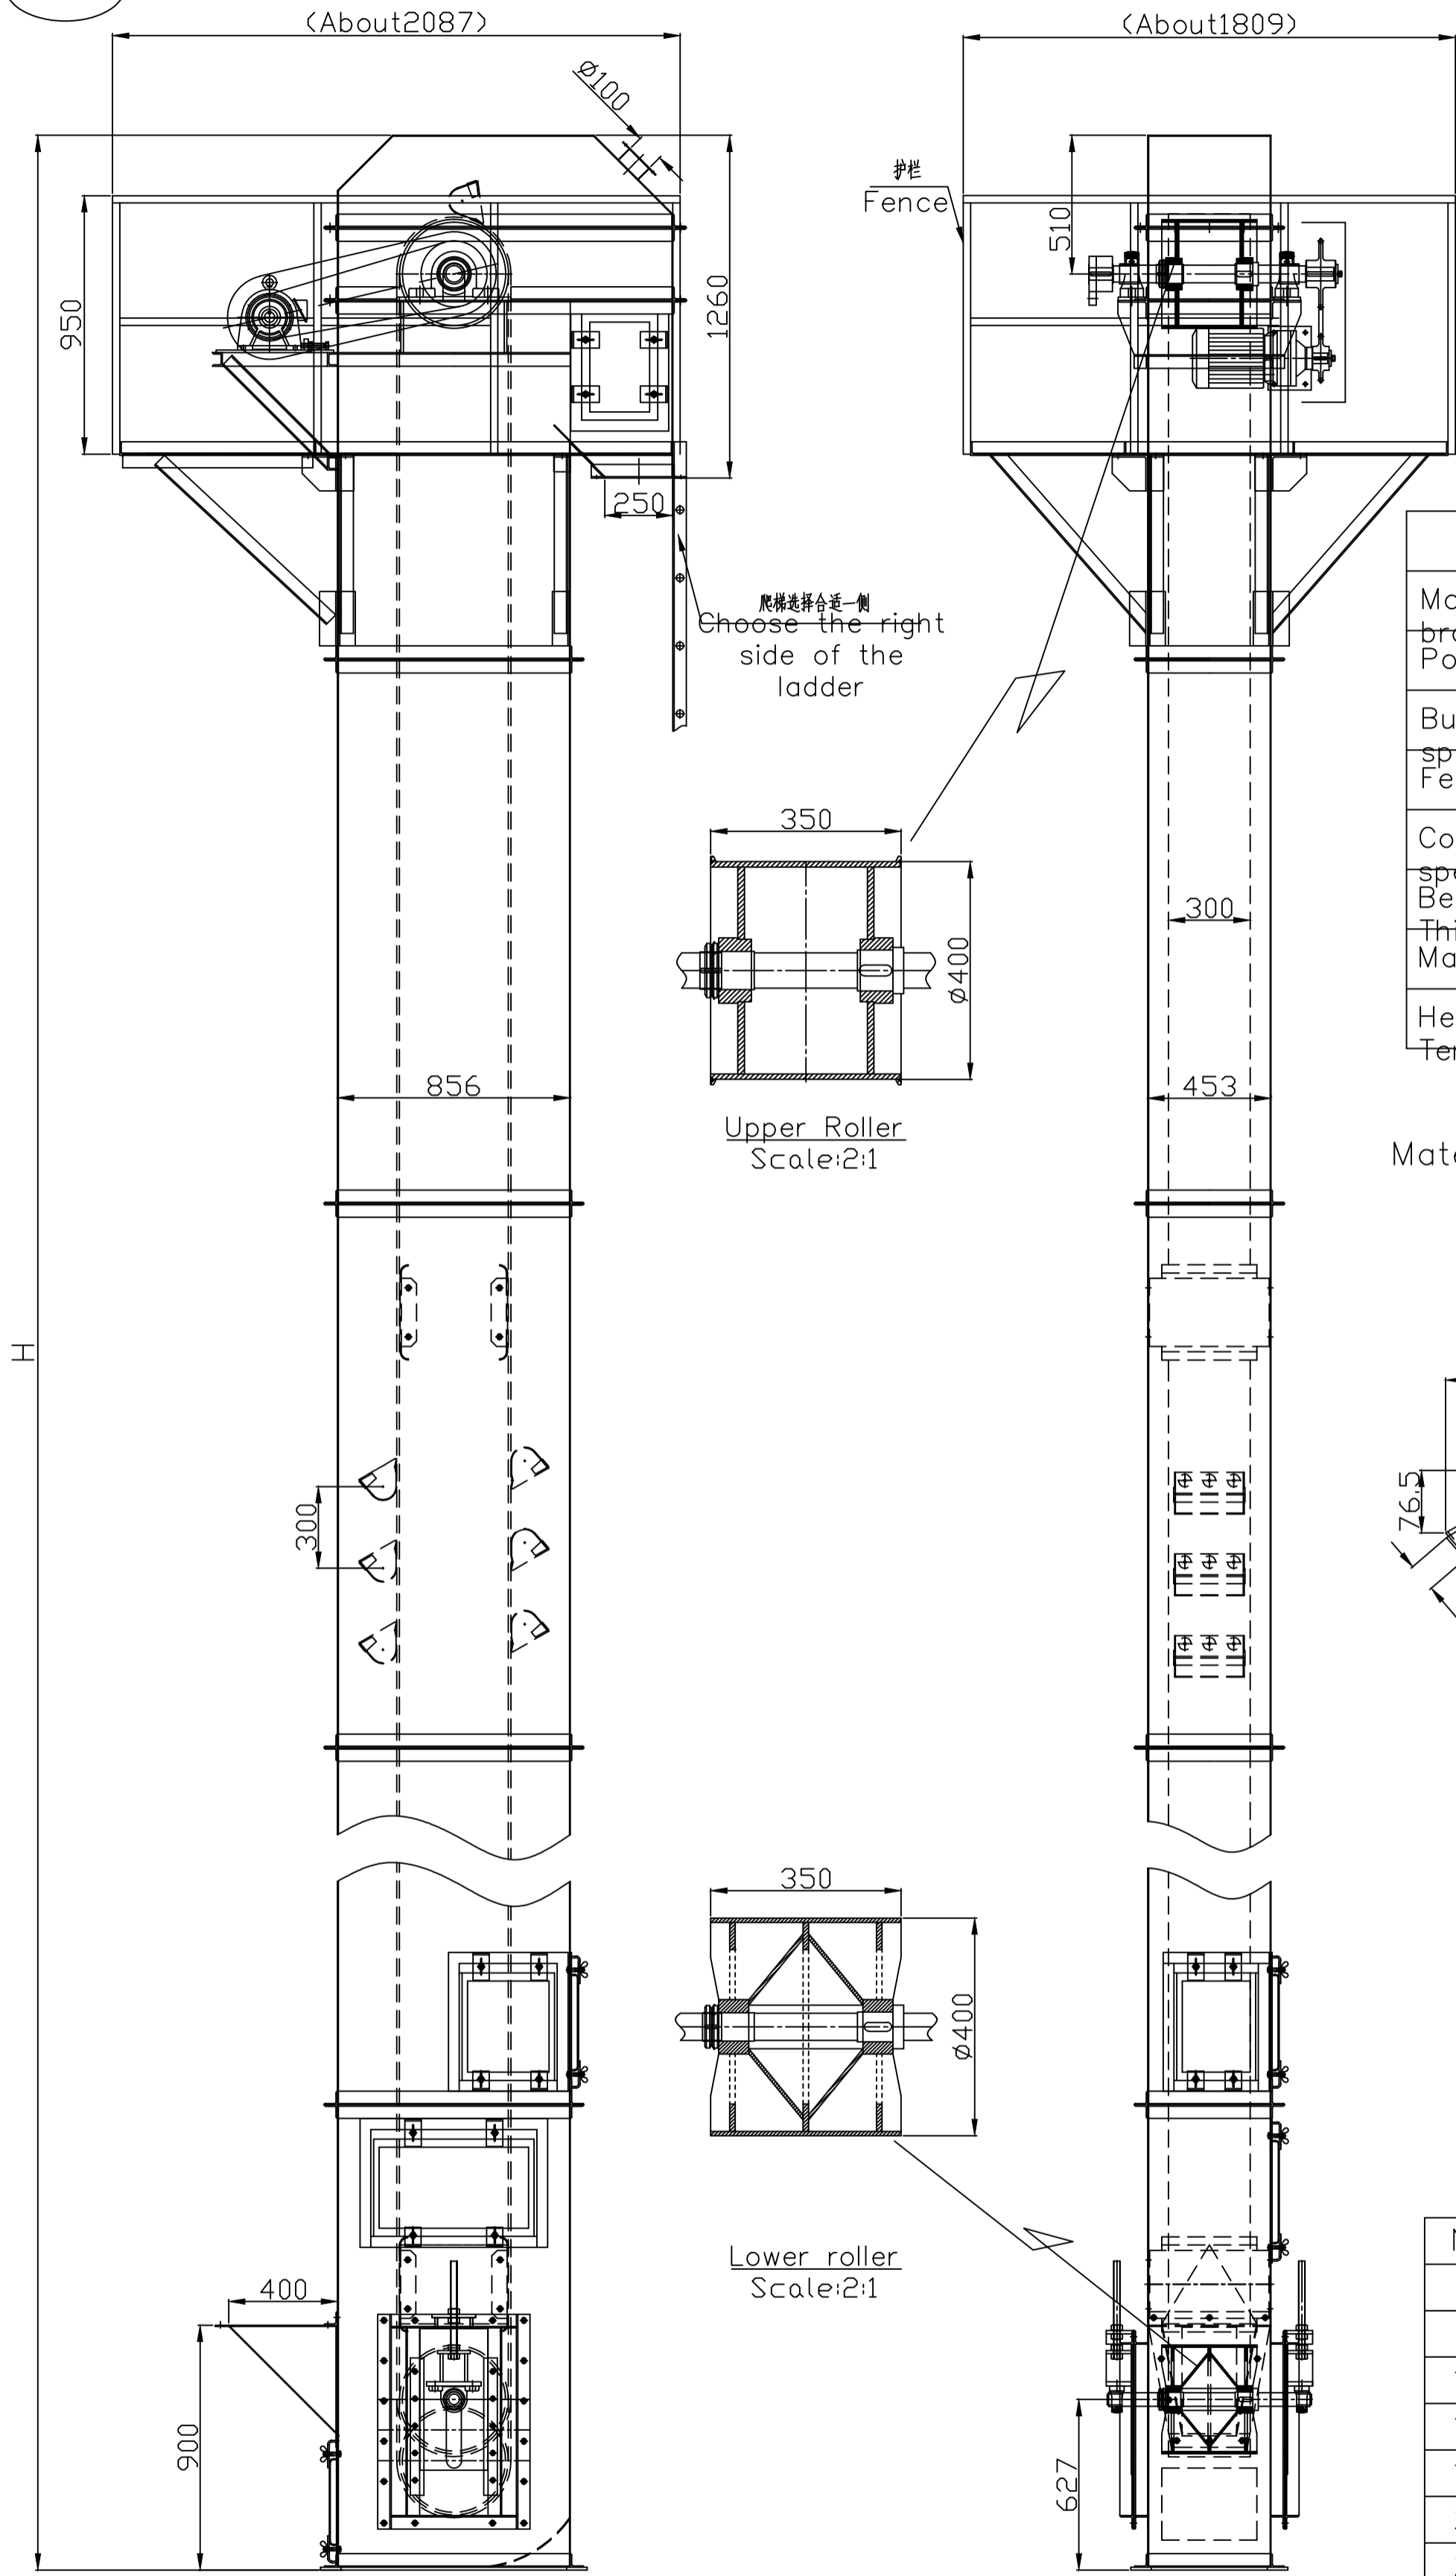 (About2087)
(About1809)
ø100
护栏
Fence
510
950
1260
250
爬梯选择合适一侧
Choose the right
side of the
ladder
350
ø400
300
856
453
Upper Roller
Scale:2:1
H
300
76.5
350
ø400
Lower roller
Scale:2:1
400
900
627